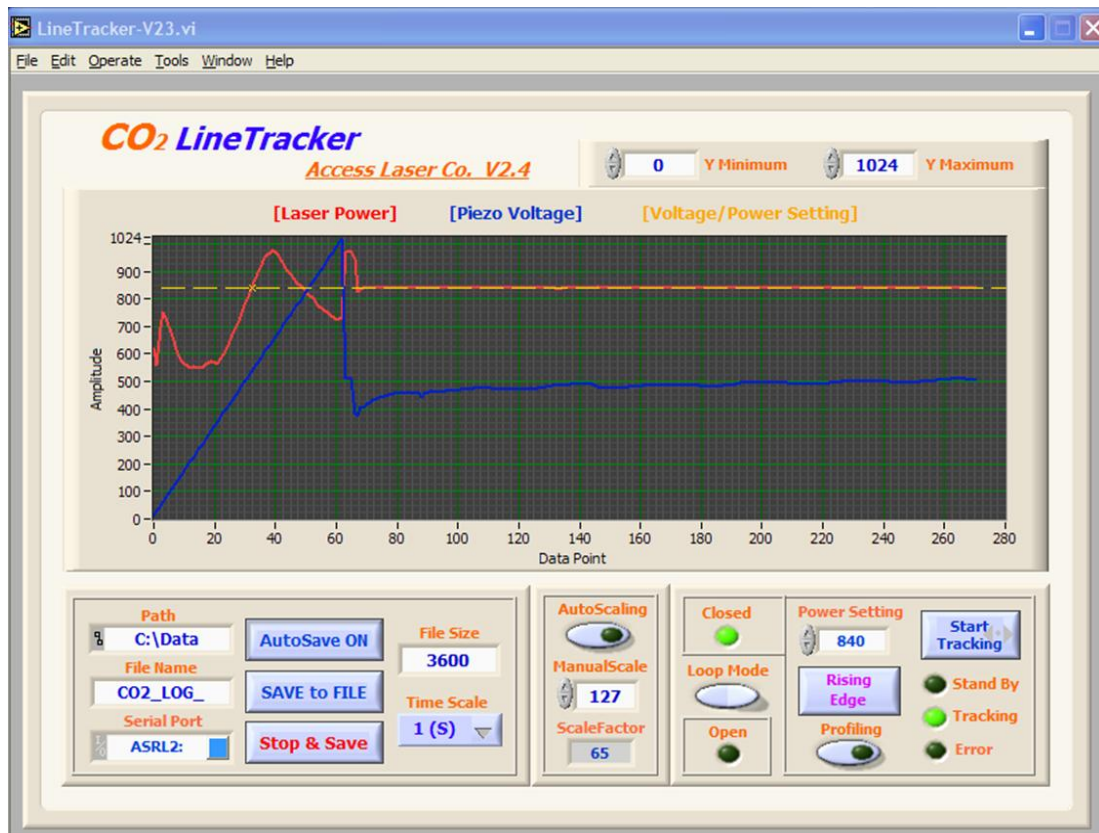 LineTracker-V23.vi
File Edit Operate Tools Window Help
CO2 LineTracker
Access Laser Co. V2.4
0 Y Minimum 1024 Y Maximum
[Laser Power] [Piezo Voltage] [Voltage/Power Setting]
1024
900
800
700
600
500
400
300
200
100
0
Amplitude
0 20 40 60 80 100 120 140 160 180 200 220 240 260 280
Data Point
Path
C:\Data
File Name
CO2_LOG_
Serial Port
ASRL2:
AutoSave ON
SAVE to FILE
Stop & Save
File Size
3600
Time Scale
1 (S)
AutoScaling
ManualScale
127
ScaleFactor
65
Closed
Loop Mode
Open
Power Setting
840
Rising
Edge
Profiling
Start
Tracking
Stand By
Tracking
Error